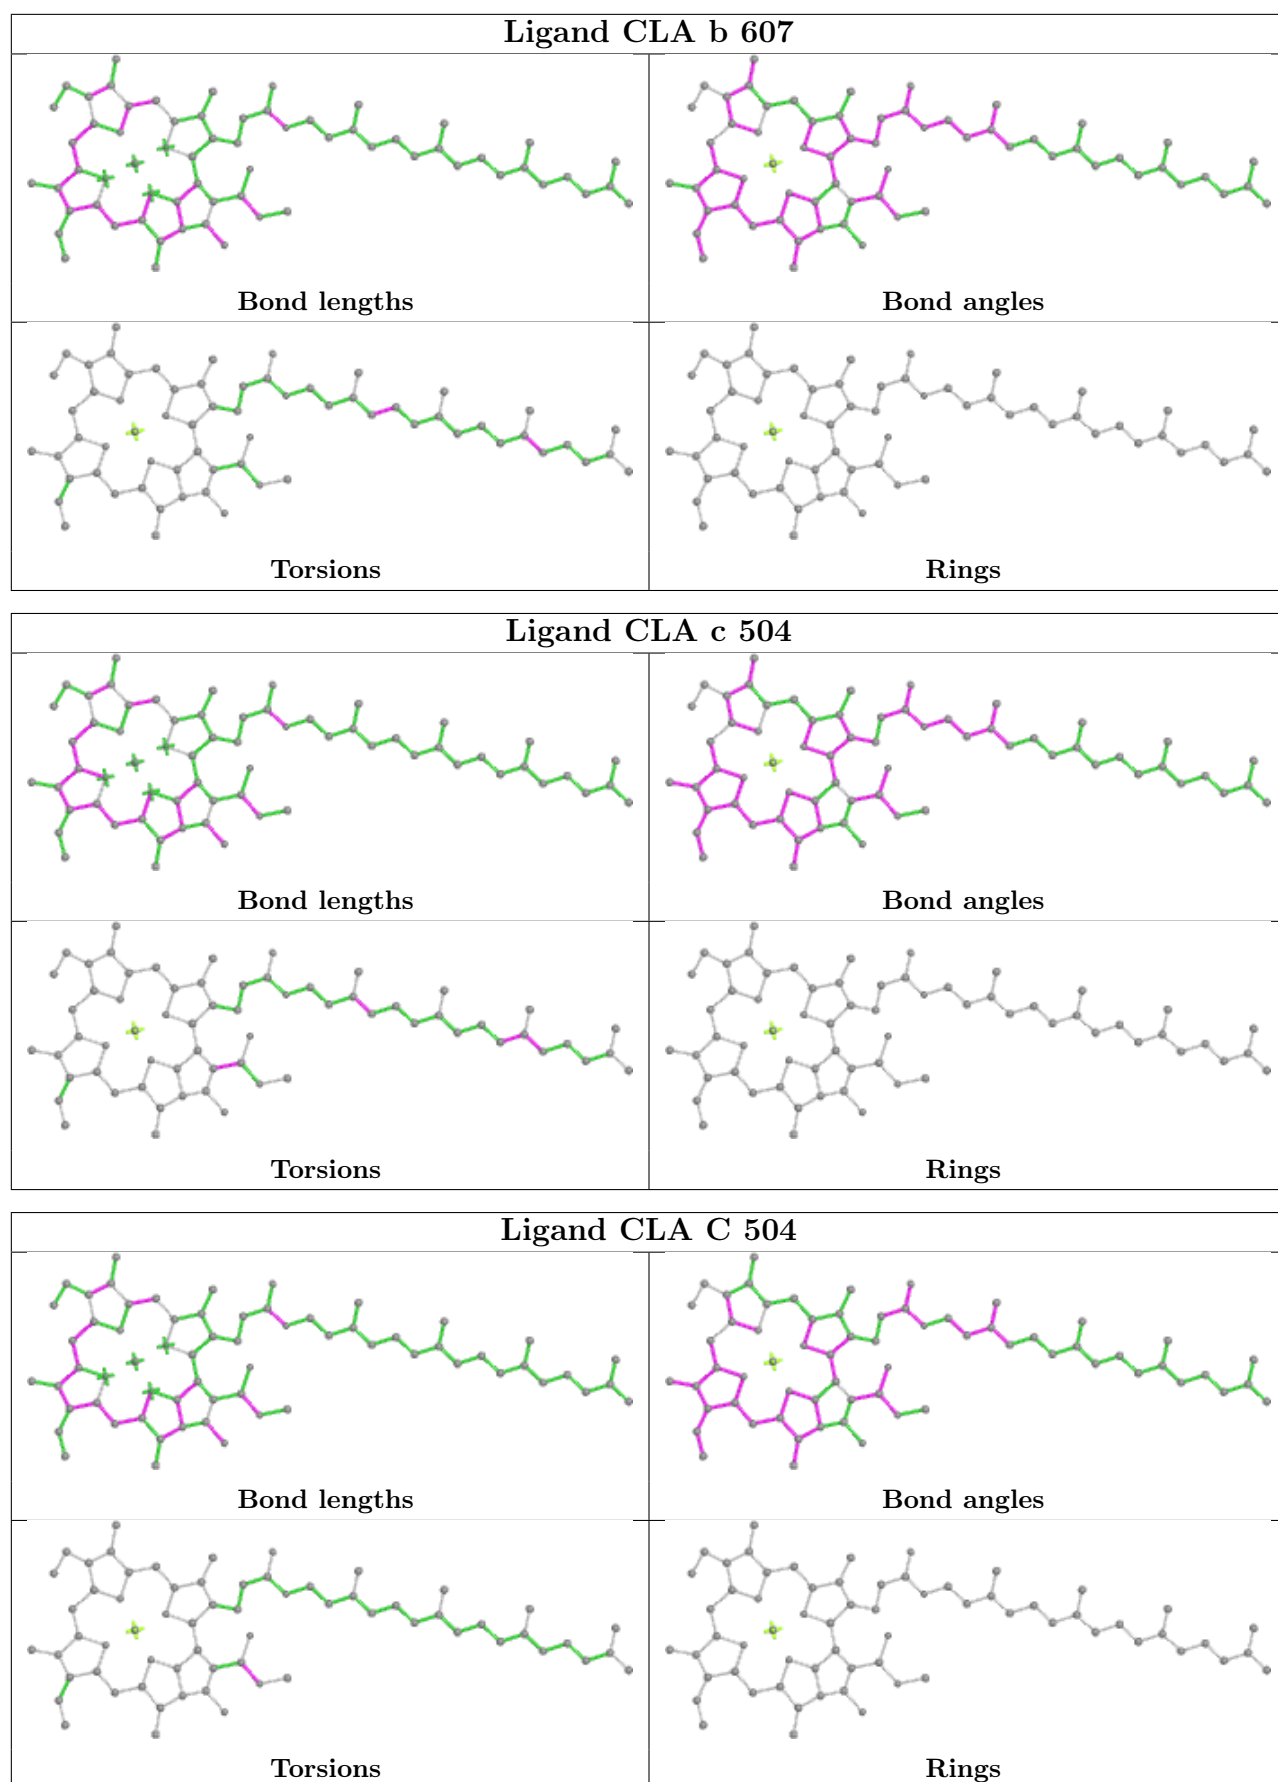 Ligand CLA b 607
Bond lengths
Bond angles
Torsions
Rings
Ligand CLA c 504
Bond lengths
Bond angles
Torsions
Rings
Ligand CLA C 504
Bond lengths
Bond angles
Torsions
Rings